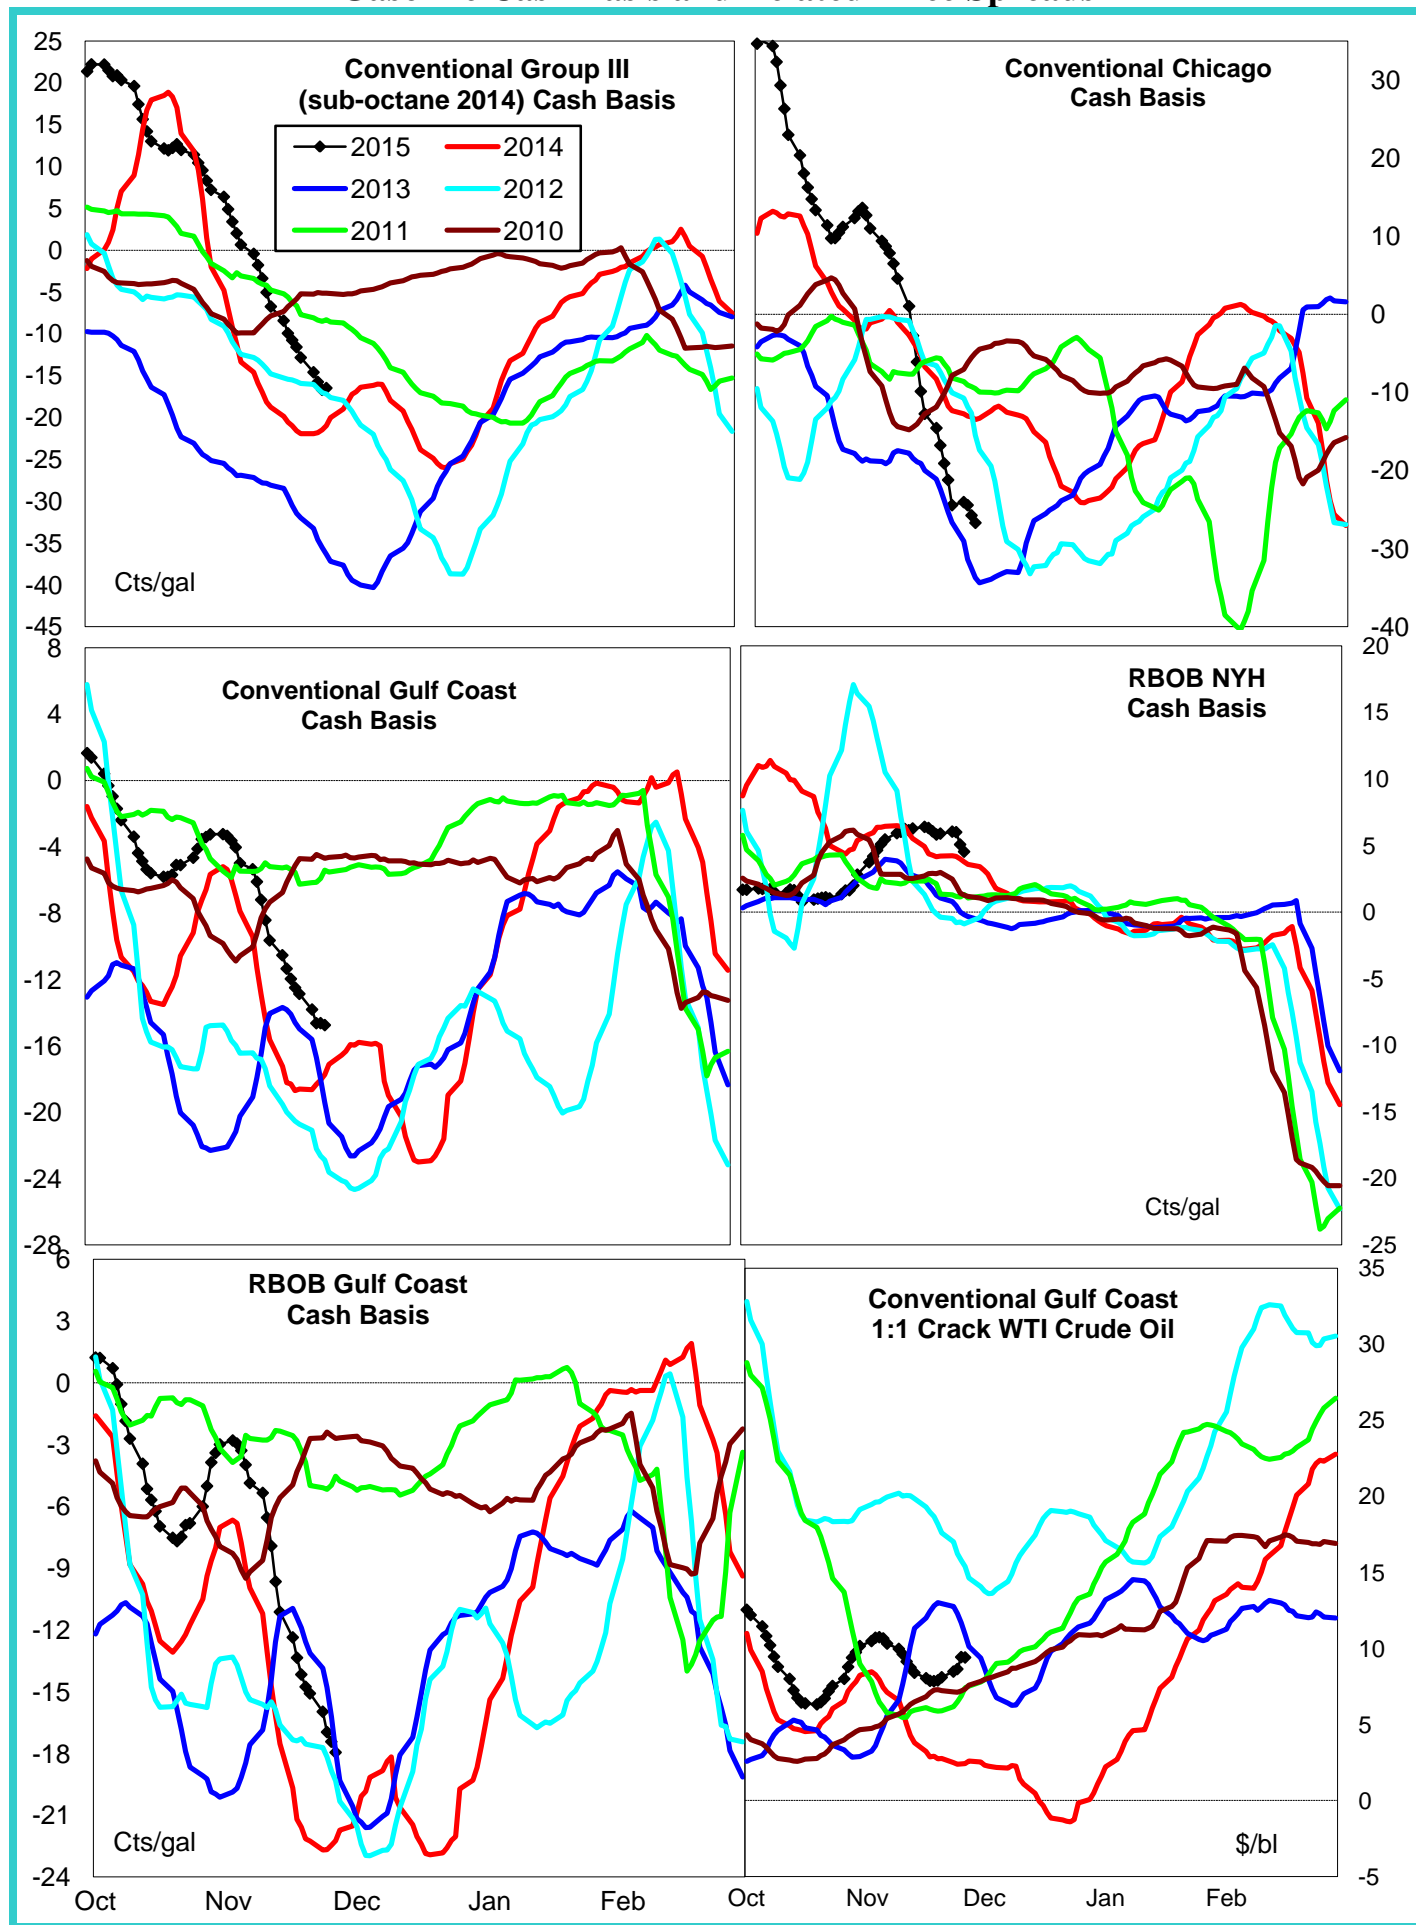 Conventional Group III
(sub-octane 2014) Cash Basis
2015
2014
2013
2012
2011
2010
25
20
15
10
5
0
-5
-10
-15
-20
-25
-30
-35
-40
-45
Cts/gal
Conventional Chicago
Cash Basis
30
20
10
0
-10
-20
-30
-40
Conventional Gulf Coast
Cash Basis
8
4
0
-4
-8
-12
-16
-20
-24
-28
RBOB NYH
Cash Basis
20
15
10
5
0
-5
-10
-15
-20
-25
Cts/gal
RBOB Gulf Coast
Cash Basis
6
3
0
-3
-6
-9
-12
-15
-18
-21
-24
Cts/gal
Oct
Nov
Dec
Jan
Feb
Conventional Gulf Coast
1:1 Crack WTI Crude Oil
35
30
25
20
15
10
5
0
-5
$/bl
Oct
Nov
Dec
Jan
Feb